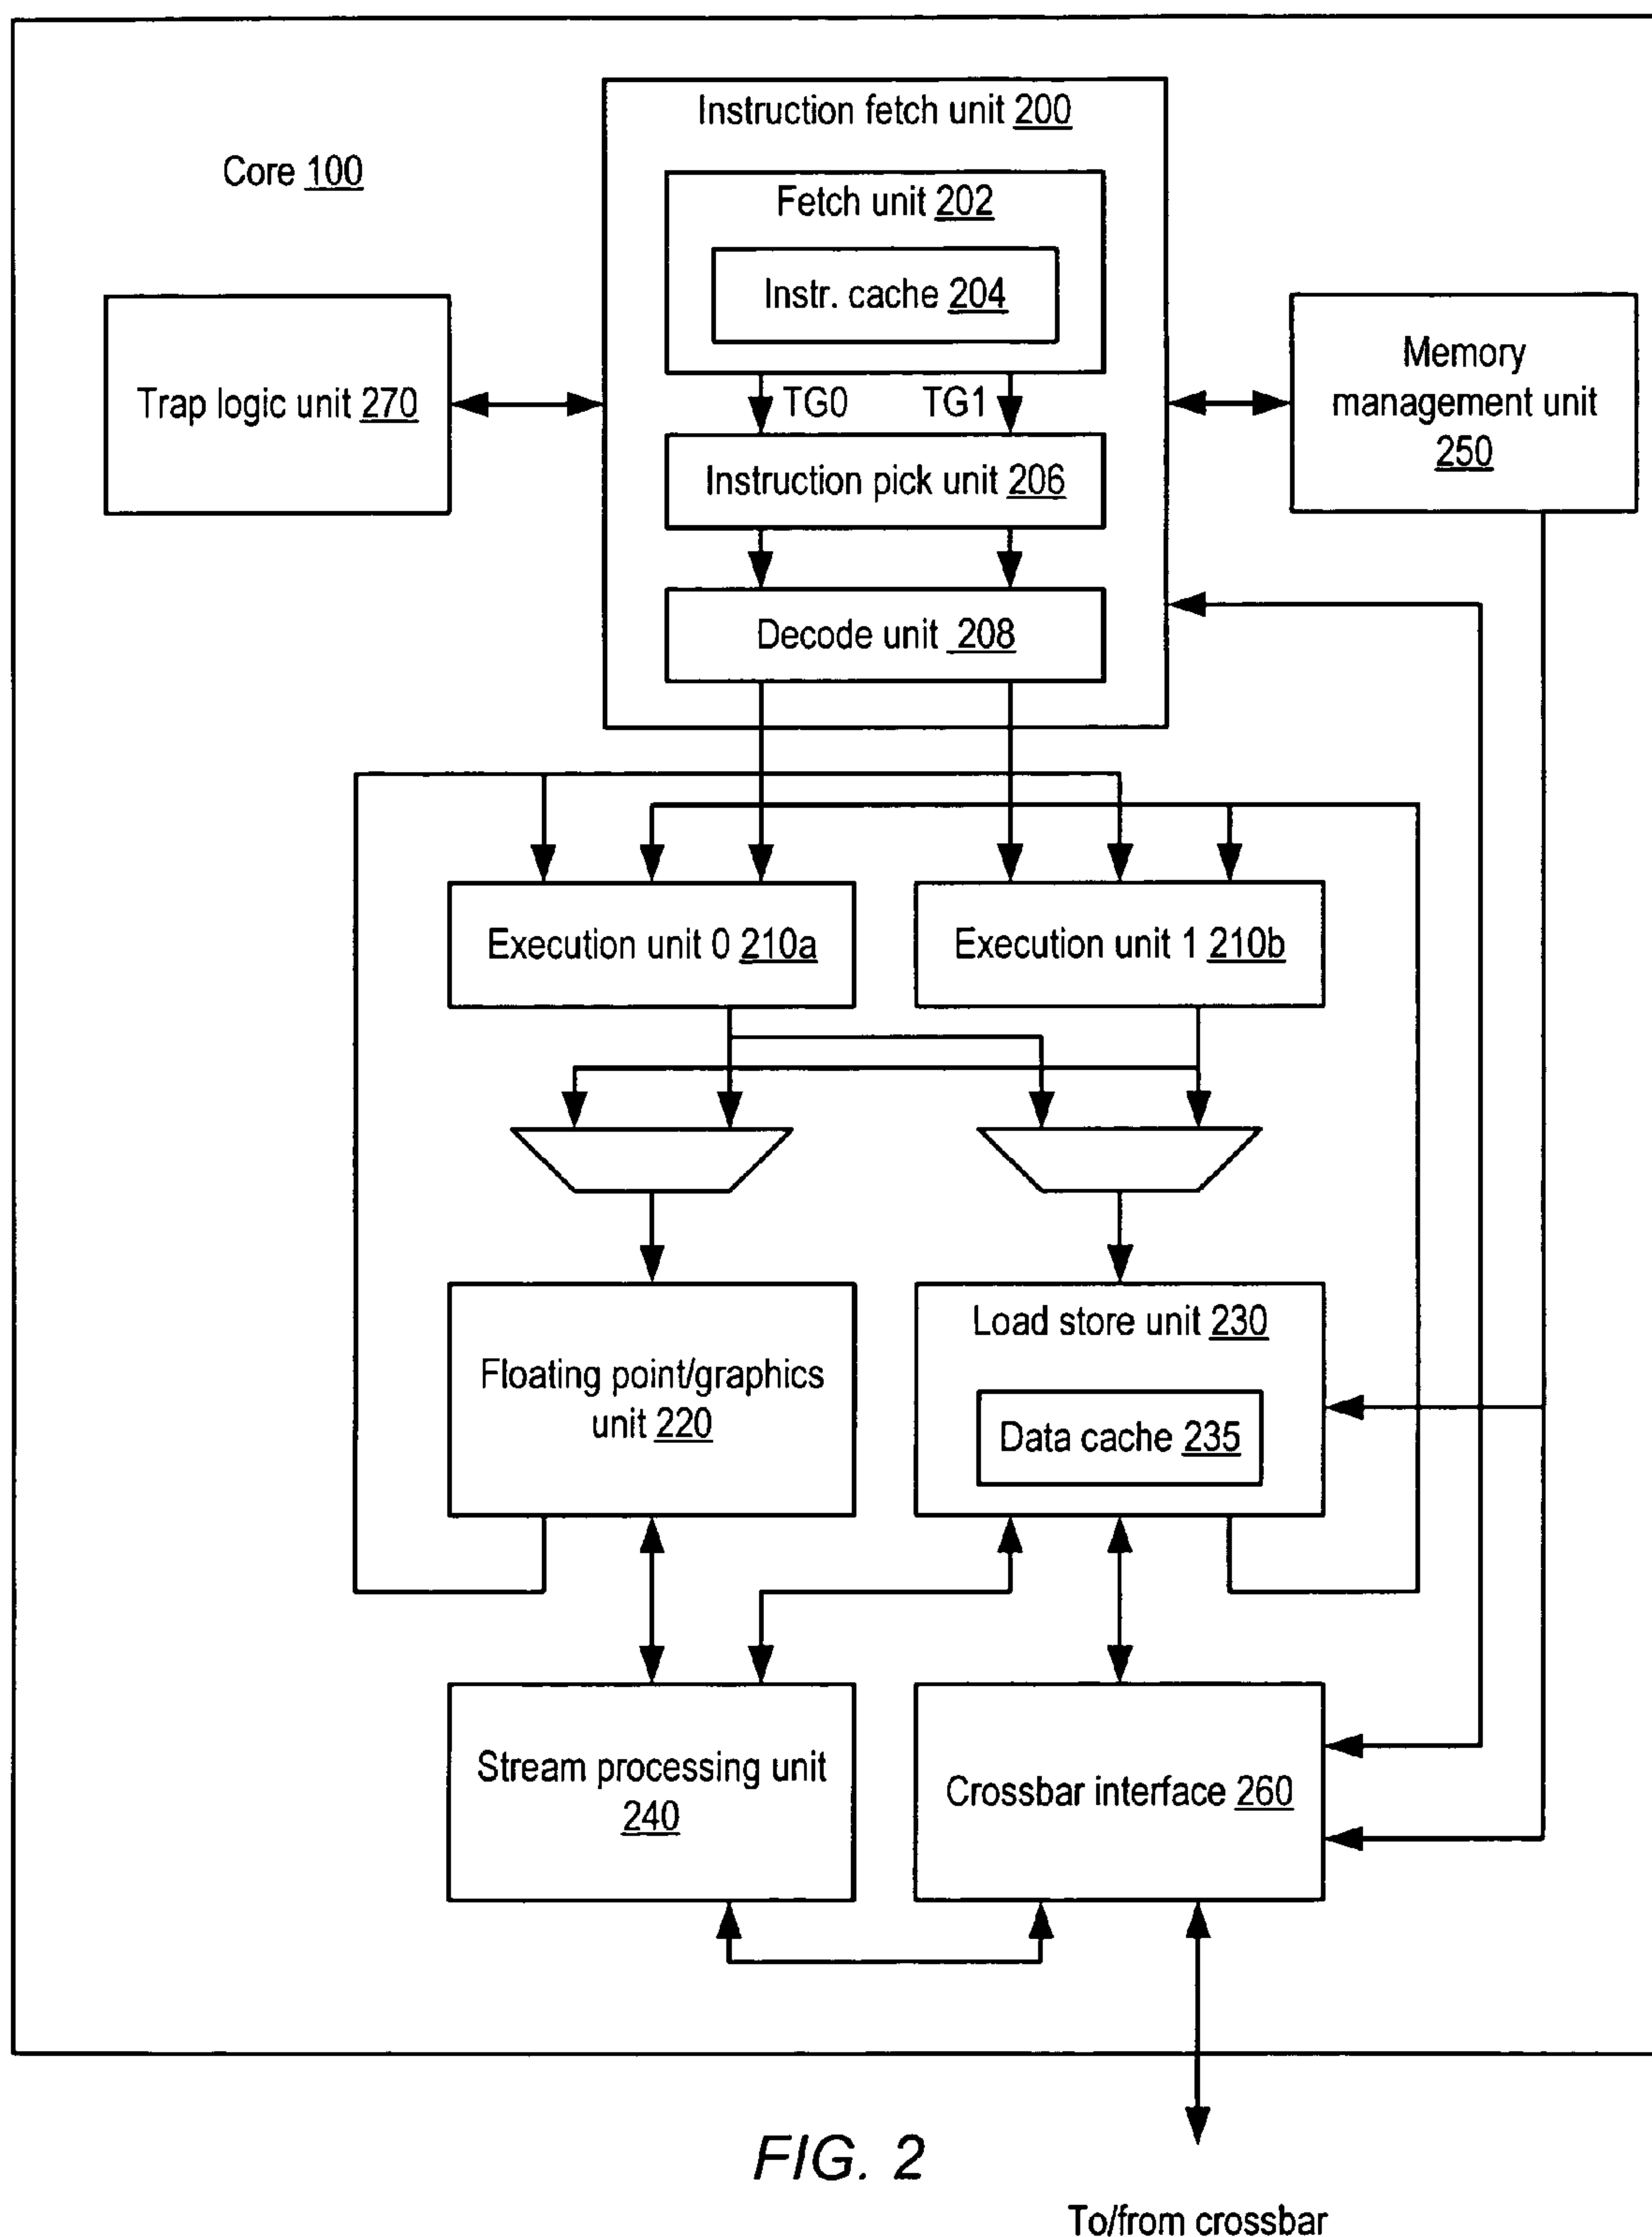 Core 100
Instruction fetch unit 200
Fetch unit 202
Instr. cache 204
TG0
TG1
Trap logic unit 270
Memory
management unit
250
Instruction pick unit 206
Decode unit 208
Execution unit 0 210a
Execution unit 1 210b
Floating point/graphics
unit 220
Load store unit 230
Data cache 235
Stream processing unit
240
Crossbar interface 260
FIG. 2
To/from crossbar